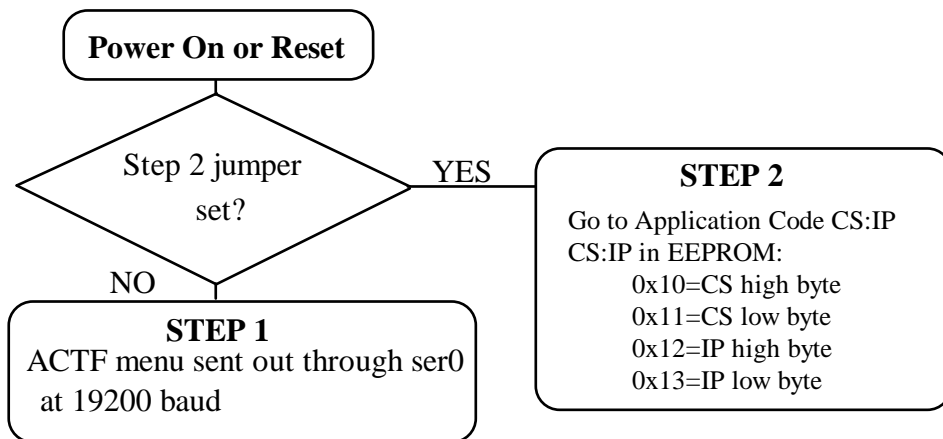 Power On or Reset
Step 2 jumper
set?
YES
NO
STEP 1
ACTF menu sent out through ser0
at 19200 baud
STEP 2
Go to Application Code CS:IP
CS:IP in EEPROM:
0x10=CS high byte
0x11=CS low byte
0x12=IP high byte
0x13=IP low byte